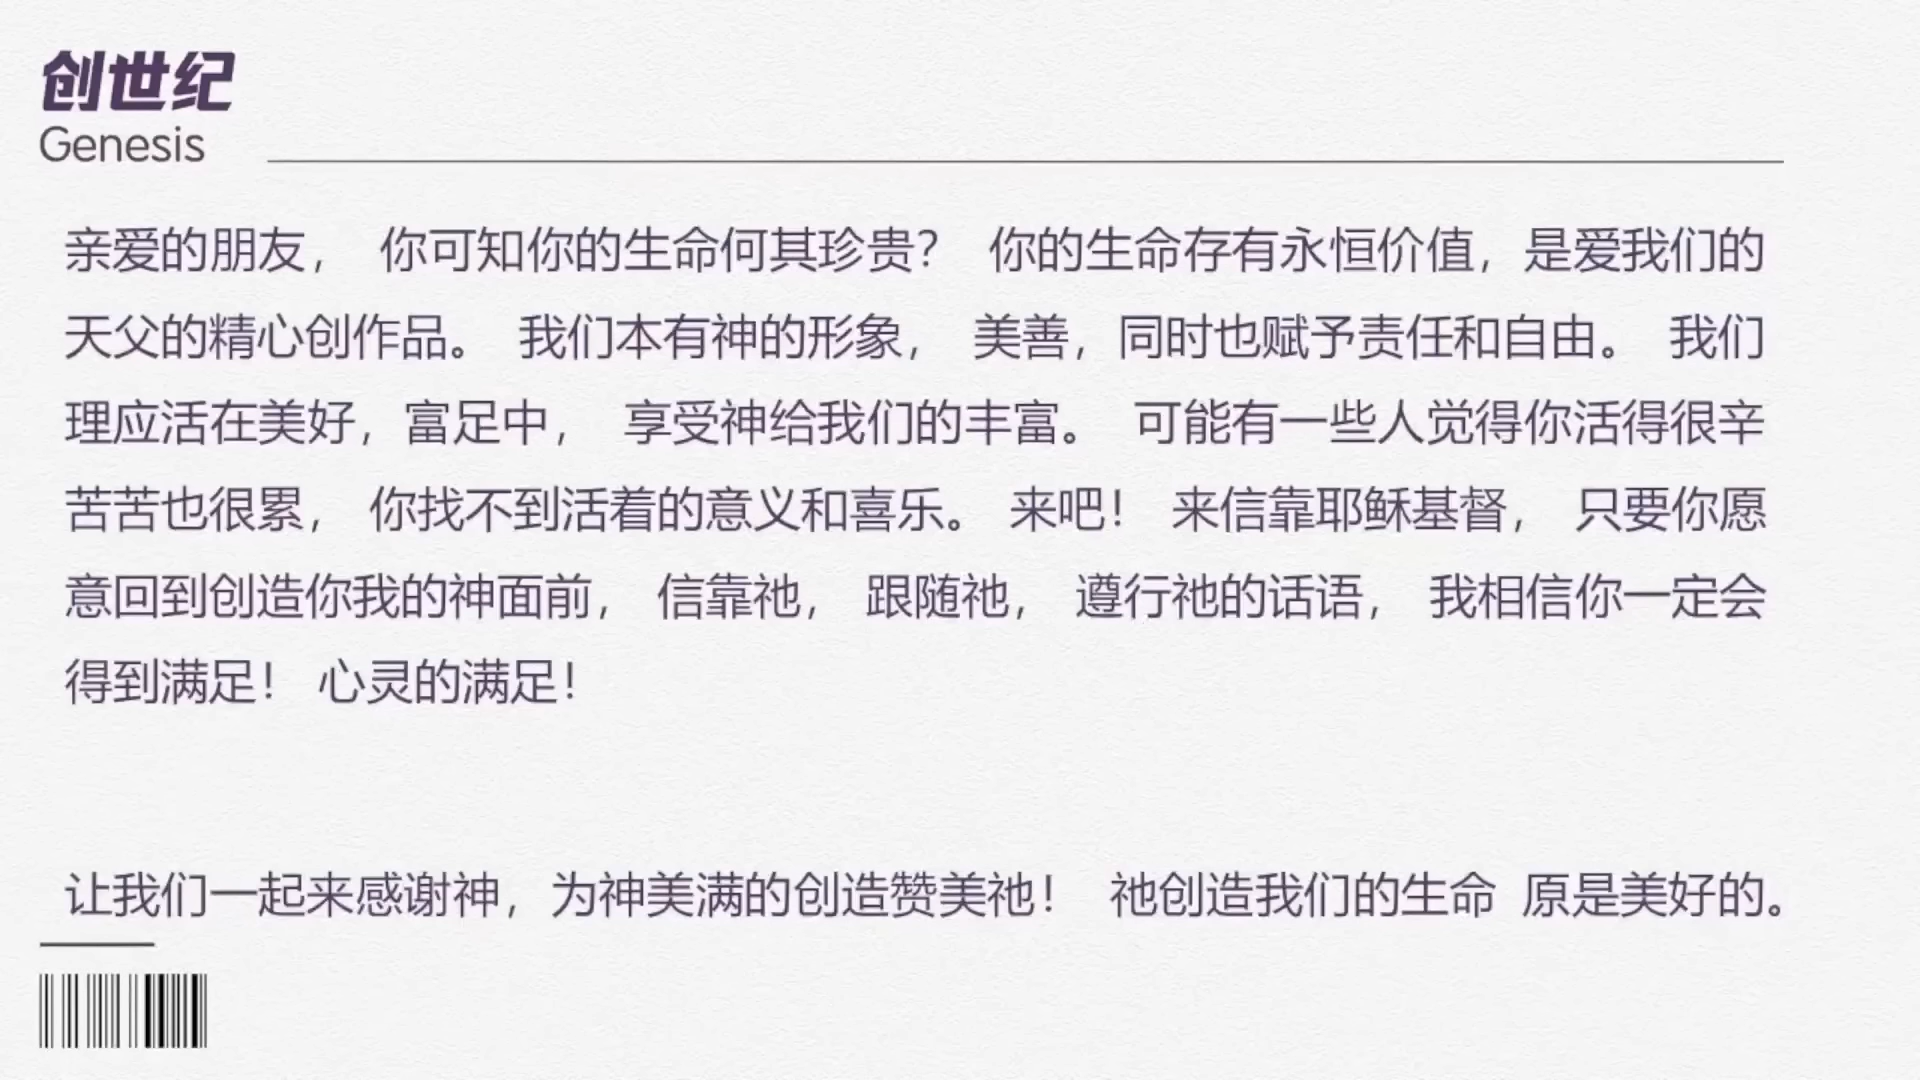 创世纪
Genesis
亲爱的朋友， 你可知你的生命何其珍贵？ 你的生命存有永恒价值，是爱我们的
天父的精心创作品。 我们本有神的形象， 美善，同时也赋予责任和自由。 我们
理应活在美好，富足中， 享受神给我们的丰富。 可能有一些人觉得你活得很辛
苦苦也很累， 你找不到活着的意义和喜乐。 来吧！ 来信靠耶稣基督， 只要你愿
意回到创造你我的神面前， 信靠祂， 跟随祂， 遵行祂的话语， 我相信你一定会
得到满足！ 心灵的满足！
让我们一起来感谢神，为神美满的创造赞美祂！ 祂创造我们的生命 原是美好的。